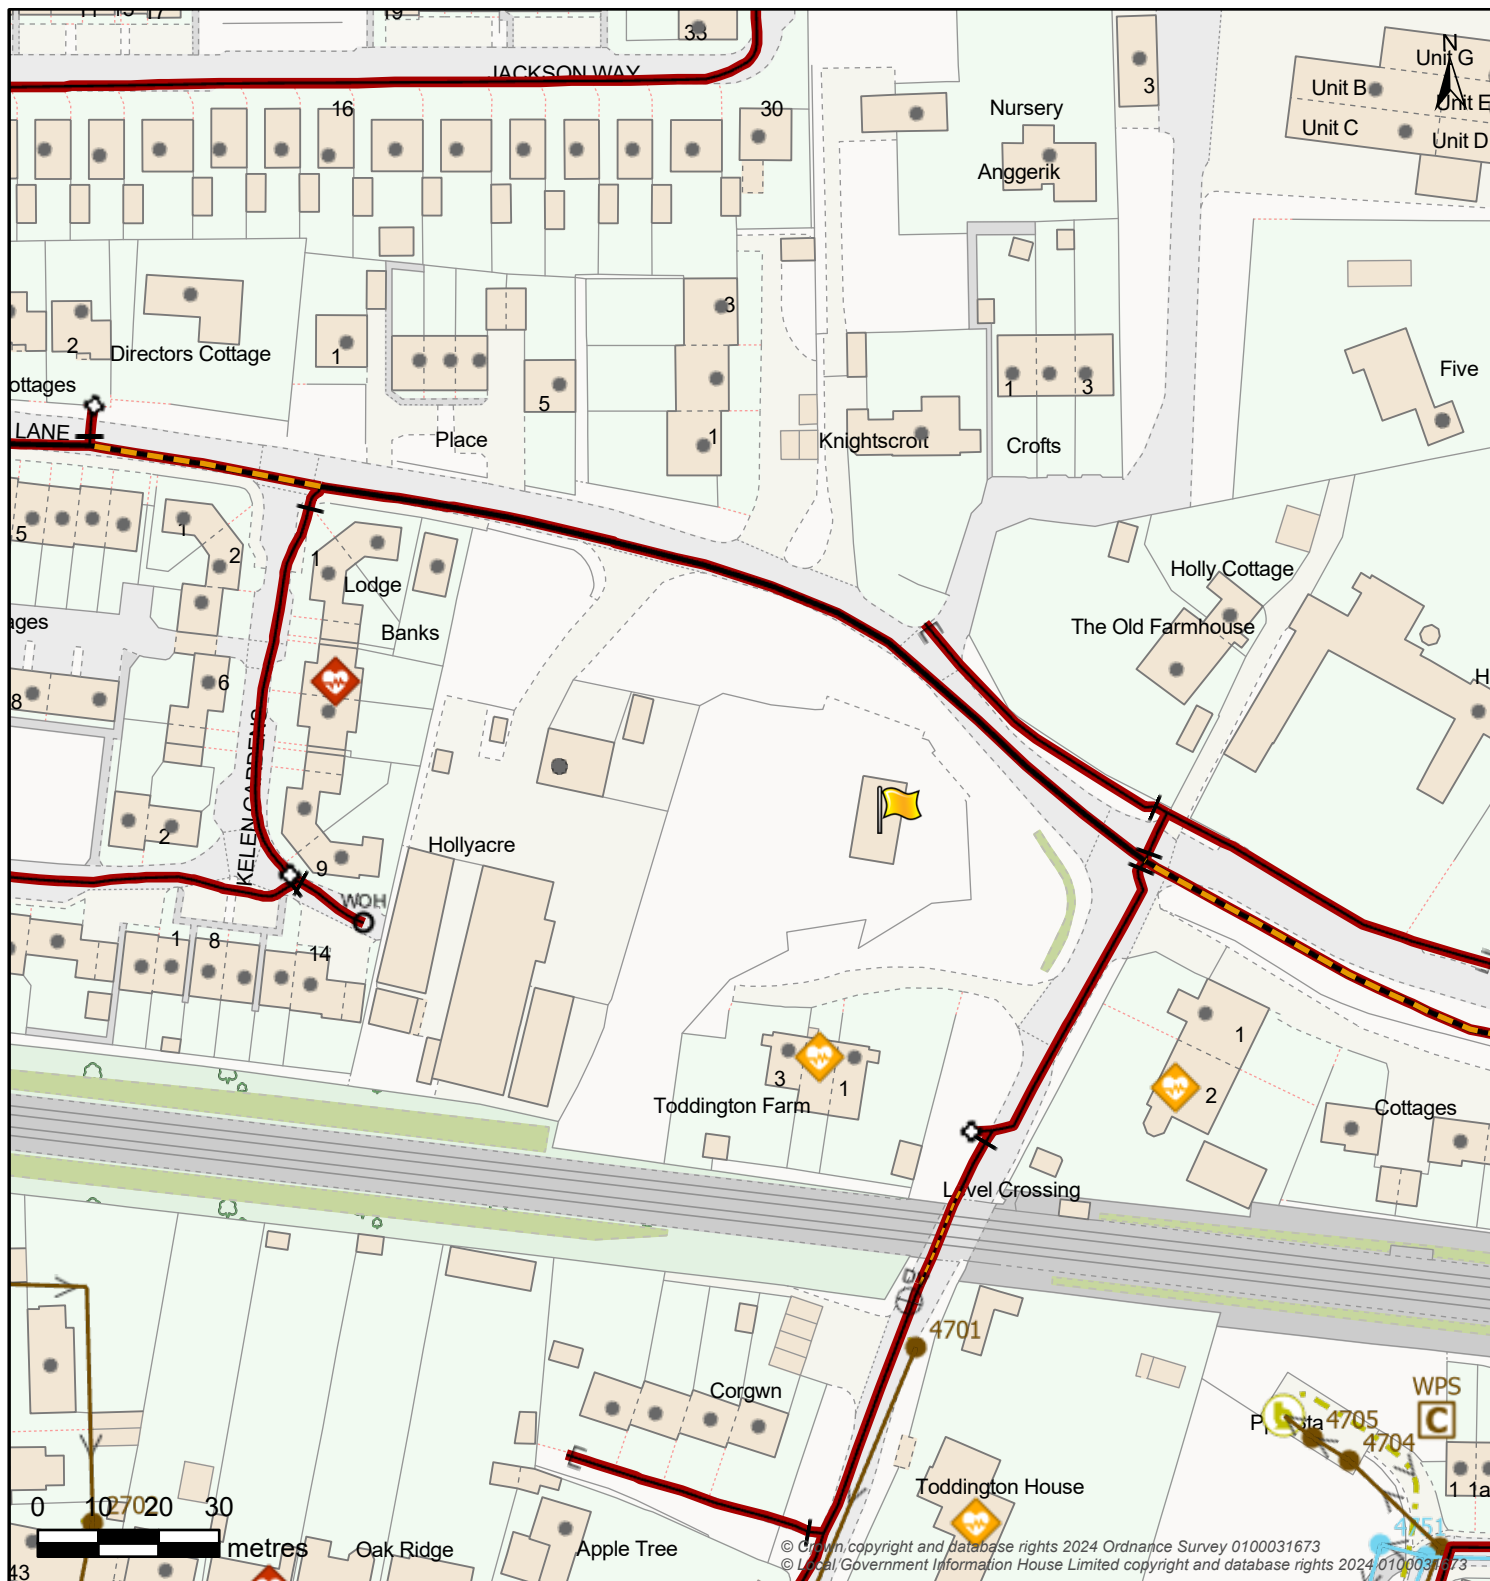 17
19
33
JACKSON WAY
16
30
Nursery
3
N
Unit G
Unit B
Unit E
Unit C
Unit D
Anggerik
3
2
Directors Cottage
1
5
Five
ottages
1
3
LANE
Place
1
Knightscroft
Crofts
5
1
2
1
Lodge
Holly Cottage
ages
Banks
The Old Farmhouse
6
8
H
KELEN GARDENS
2
Hollyacre
9
WOH
1
8
14
1
3
1
2
Toddington Farm
Cottages
Level Crossing
4701
Corgwn
WPS
C
4705
4704
Toddington House
1
1a
0 10 20 30
metres
2702
4751
43
Oak Ridge
Apple Tree
© Crown copyright and database rights 2024 Ordnance Survey 0100031673
© Local Government Information House Limited copyright and database rights 2024 0100031673